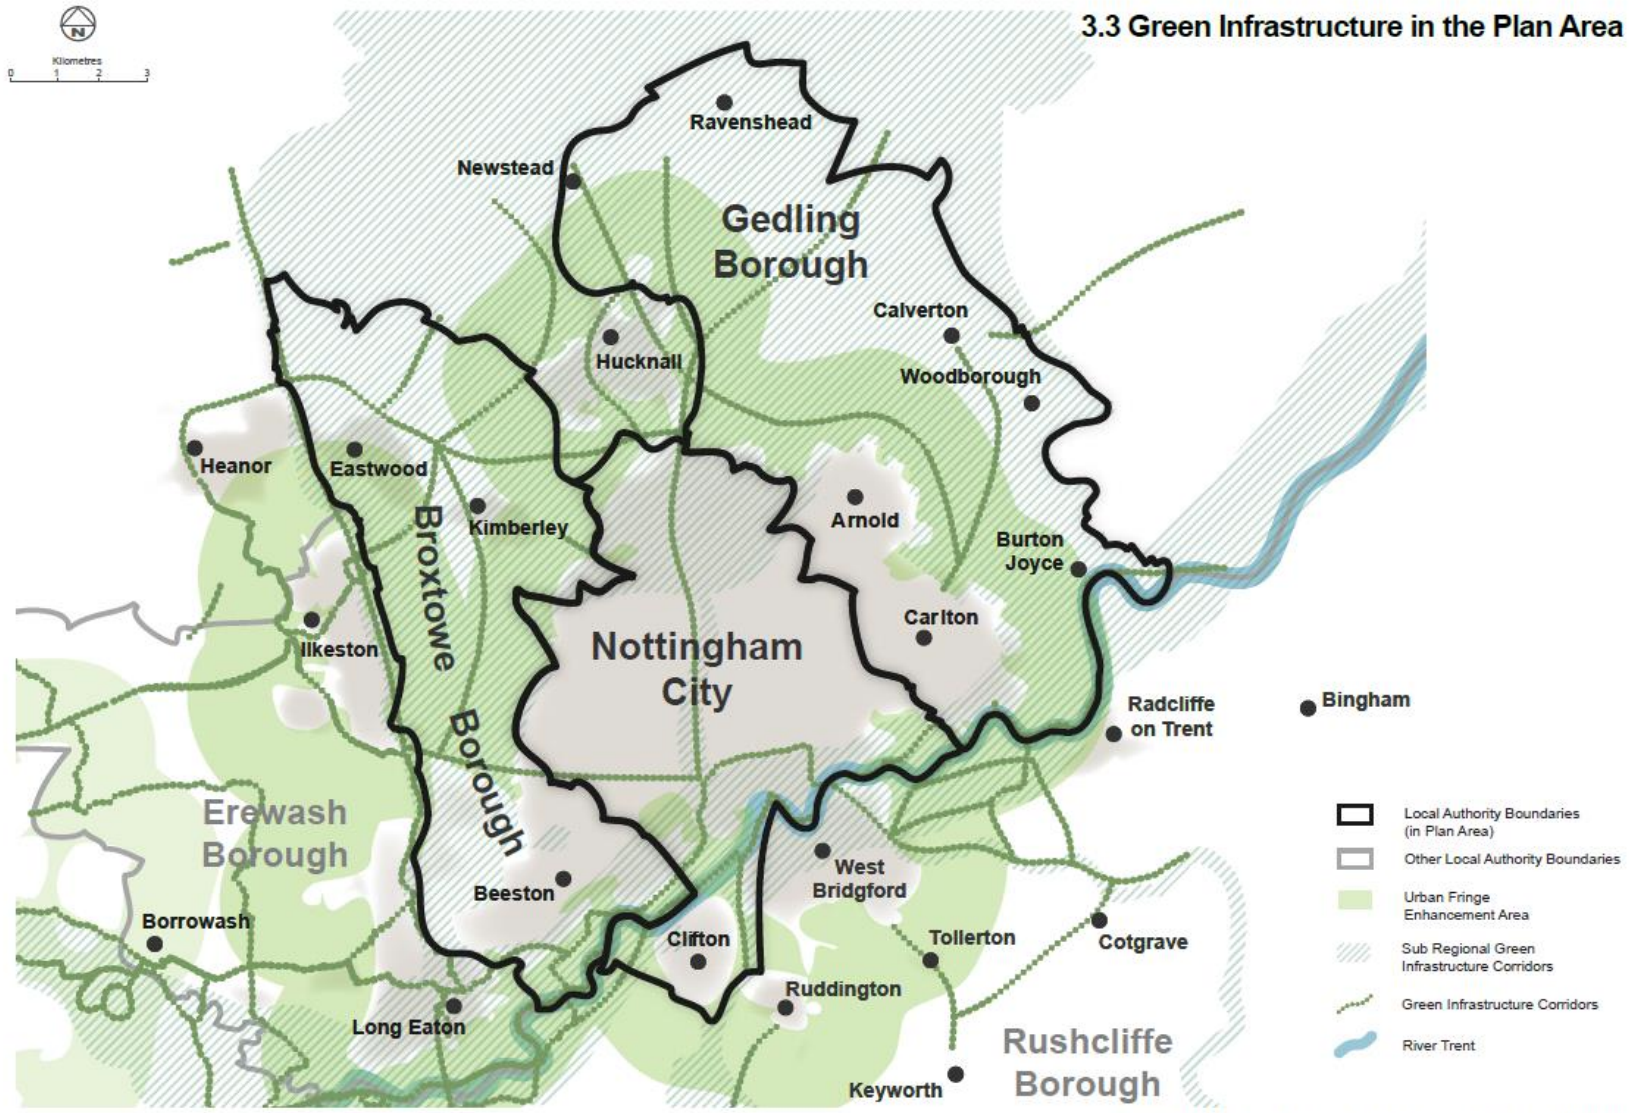 3.3 Green Infrastructure in the Plan Area
N
Kilometres
0 1 2 3
Ravenshead
Newstead
Gedling
Borough
Calverton
Hucknall
Woodborough
Heanor
Eastwood
Kimberley
Arnold
Burton
Joyce
Broxtowe
Borough
Carlton
Ilkeston
Nottingham
City
Radcliffe
on Trent
Bingham
Erewash
Borough
West
Bridgford
Beeston
Borrowash
Clifton
Tollerton
Cotgrave
Ruddington
Long Eaton
Rushcliffe
Borough
Keyworth
Local Authority Boundaries
(in Plan Area)
Other Local Authority Boundaries
Urban Fringe
Enhancement Area
Sub Regional Green
Infrastructure Corridors
Green Infrastructure Corridors
River Trent